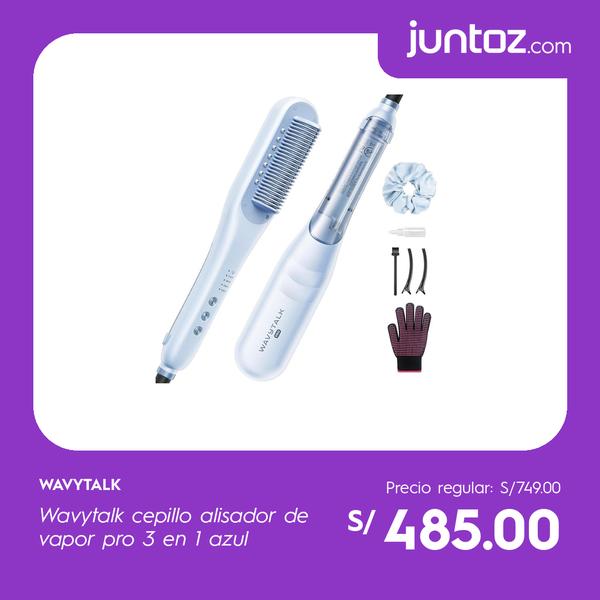 juntoz.com
WAVYTALK
WAVYTALK
Precio regular: S/749.00
Wavytalk cepillo alisador de
vapor pro 3 en 1 azul
S/ 485.00